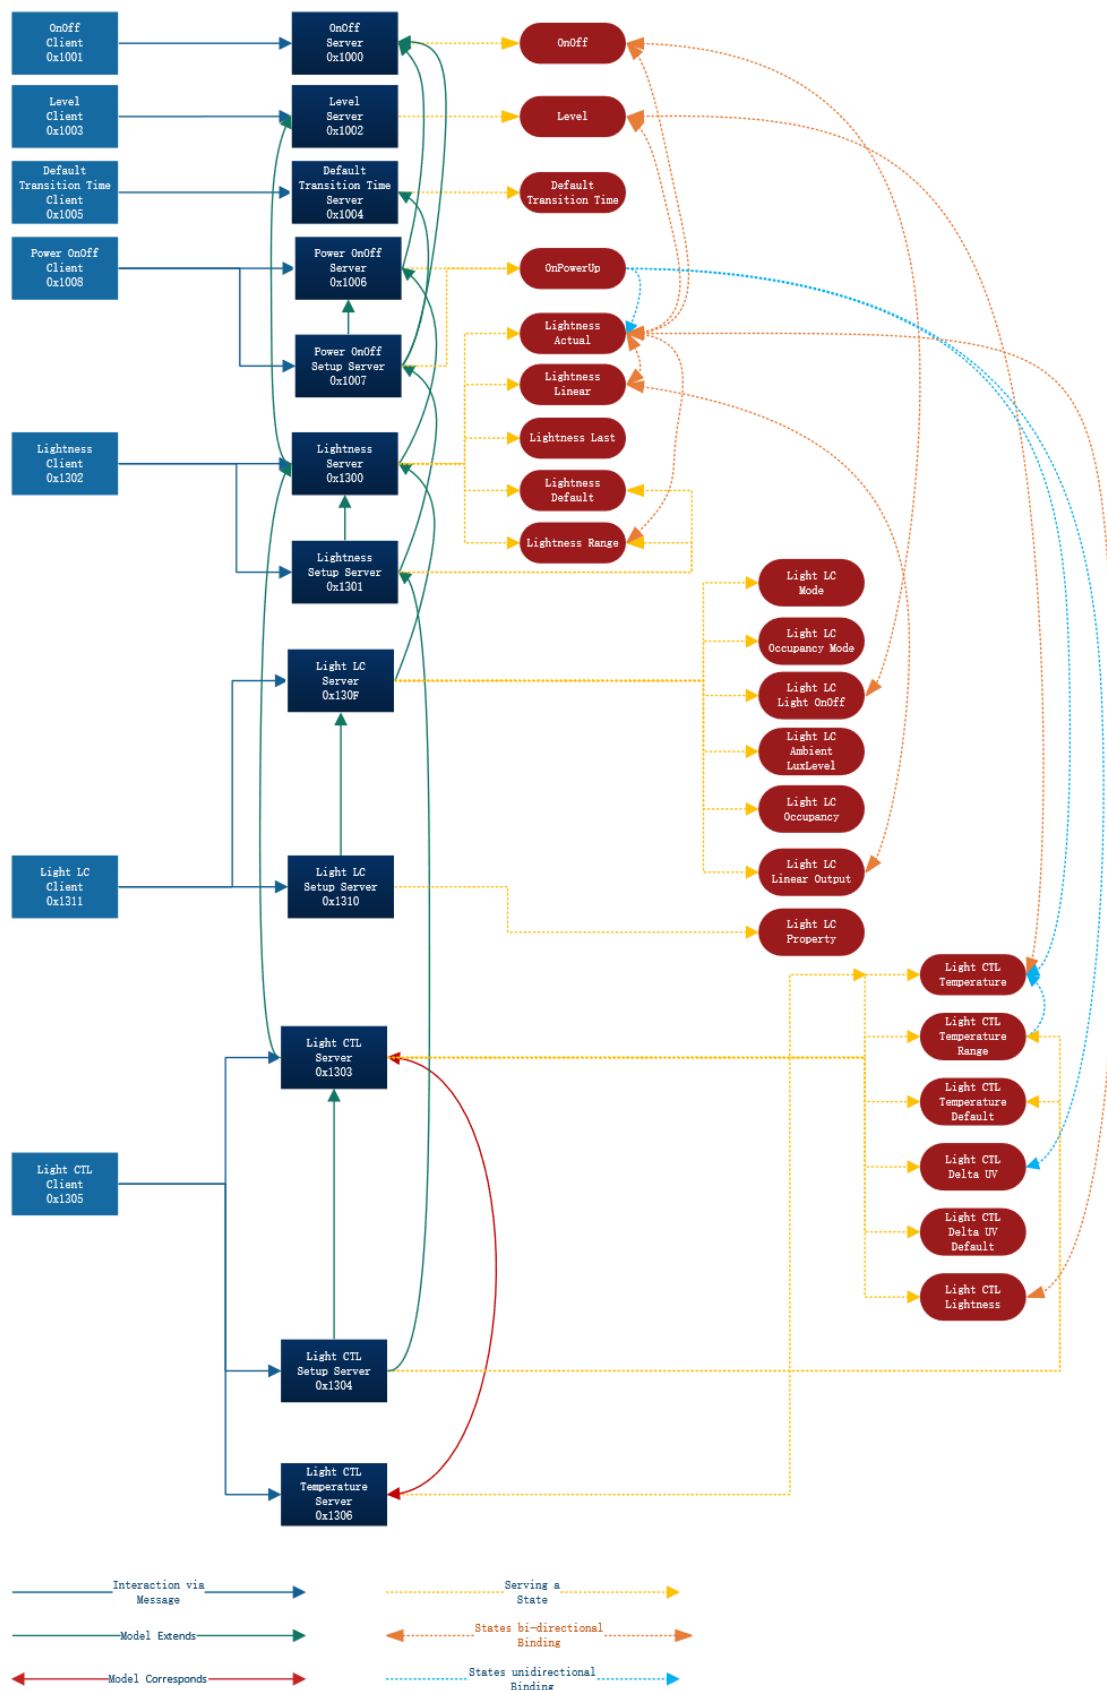 OnOff
Client
0x1001
OnOff
Server
0x1000
OnOff
Level
Client
0x1003
Level
Server
0x1002
Level
Default
Transition Time
Client
0x1005
Default
Transition Time
Server
0x1004
Default
Transition Time
Power OnOff
Client
0x1008
Power OnOff
Server
0x1006
OnPowerUp
Power OnOff
Setup Server
0x1007
Lightness
Actual
Lightness
Linear
Lightness
Client
0x1302
Lightness
Server
0x1300
Lightness Last
Lightness
Default
Lightness Range
Lightness
Setup Server
0x1301
Light LC
Mode
Light LC
Occupancy Mode
Light LC
Server
0x130F
Light LC
Light OnOff
Light LC
Ambient
LuxLevel
Light LC
Occupancy
Light LC
Client
0x1311
Light LC
Setup Server
0x1310
Light LC
Linear Output
Light LC
Property
Light CTL
Temperature
Light CTL
Server
0x1303
Light CTL
Temperature
Range
Light CTL
Temperature
Default
Light CTL
Client
0x1305
Light CTL
Delta UV
Light CTL
Delta UV
Default
Light CTL
Lightness
Light CTL
Setup Server
0x1304
Light CTL
Temperature
Server
0x1306
Interaction via
Message
Serving a
State
Model Extends
States bi-directional
Binding
Model Corresponds
States unidirectional
Binding